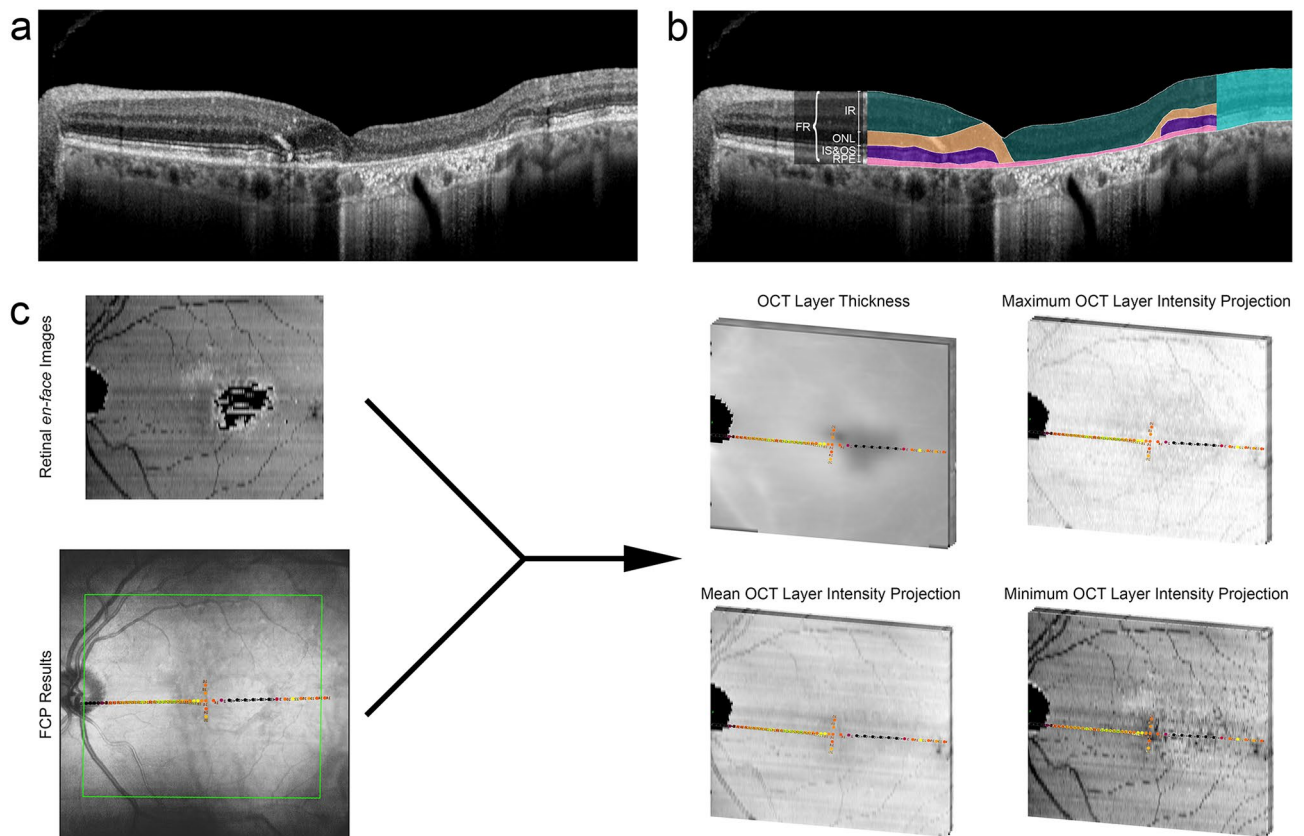 a
b
IR
FR
ONL
IS&OS
RPE
c
Retinal en-face Images
FCP Results
OCT Layer Thickness
Maximum OCT Layer Intensity Projection
Mean OCT Layer Intensity Projection
Minimum OCT Layer Intensity Projection